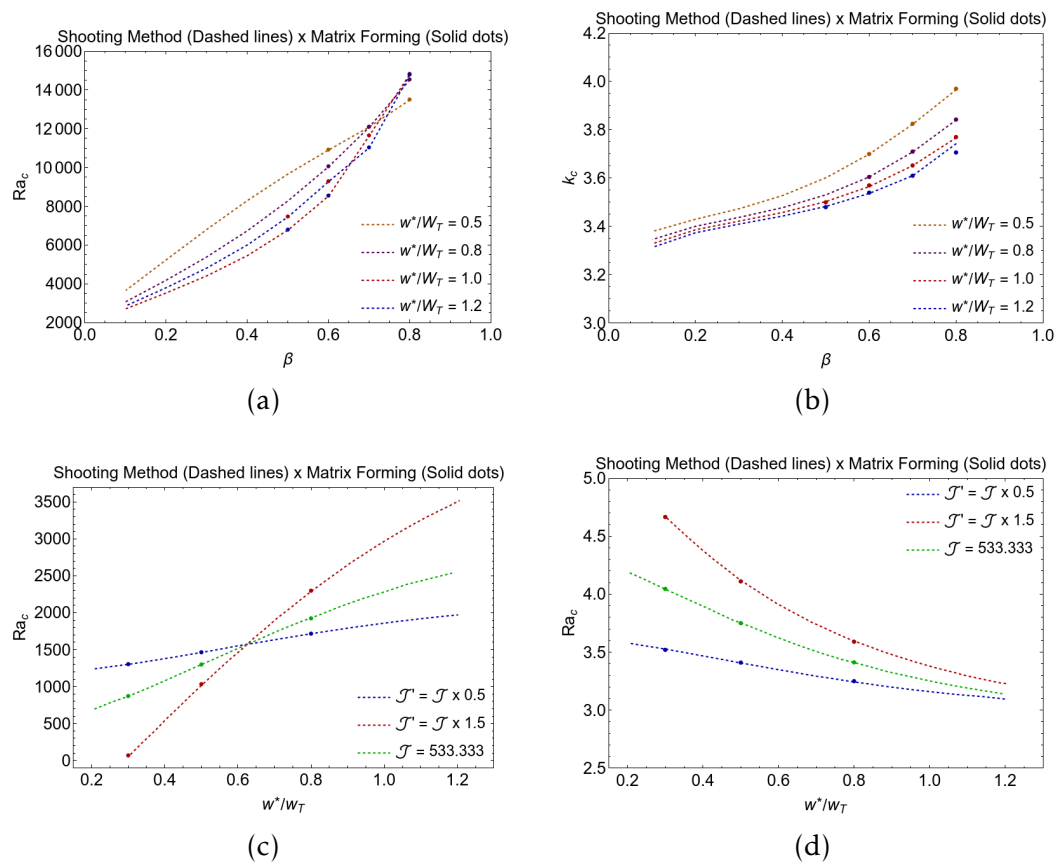 Shooting Method (Dashed lines) x Matrix Forming (Solid dots)
16 000
14 000
12 000
10 000
8000
6000
4000
2000
Ra_c
0.0 0.2 0.4 0.6 0.8 1.0
β
w*/W_T = 0.5
w*/W_T = 0.8
w*/W_T = 1.0
w*/W_T = 1.2
(a)
Shooting Method (Dashed lines) x Matrix Forming (Solid dots)
4.2
4.0
3.8
3.6
3.4
3.2
3.0
k_c
0.0 0.2 0.4 0.6 0.8 1.0
β
w*/W_T = 0.5
w*/W_T = 0.8
w*/W_T = 1.0
w*/W_T = 1.2
(b)
Shooting Method (Dashed lines) x Matrix Forming (Solid dots)
3500
3000
2500
2000
1500
1000
500
0
Ra_c
0.2 0.4 0.6 0.8 1.0 1.2
w*/w_T
𝒯' = 𝒯 x 0.5
𝒯' = 𝒯 x 1.5
𝒯 = 533.333
(c)
Shooting Method (Dashed lines) x Matrix Forming (Solid dots)
5.0
4.5
4.0
3.5
3.0
2.5
Ra_c
0.2 0.4 0.6 0.8 1.0 1.2
w*/w_T
𝒯' = 𝒯 x 0.5
𝒯' = 𝒯 x 1.5
𝒯 = 533.333
(d)